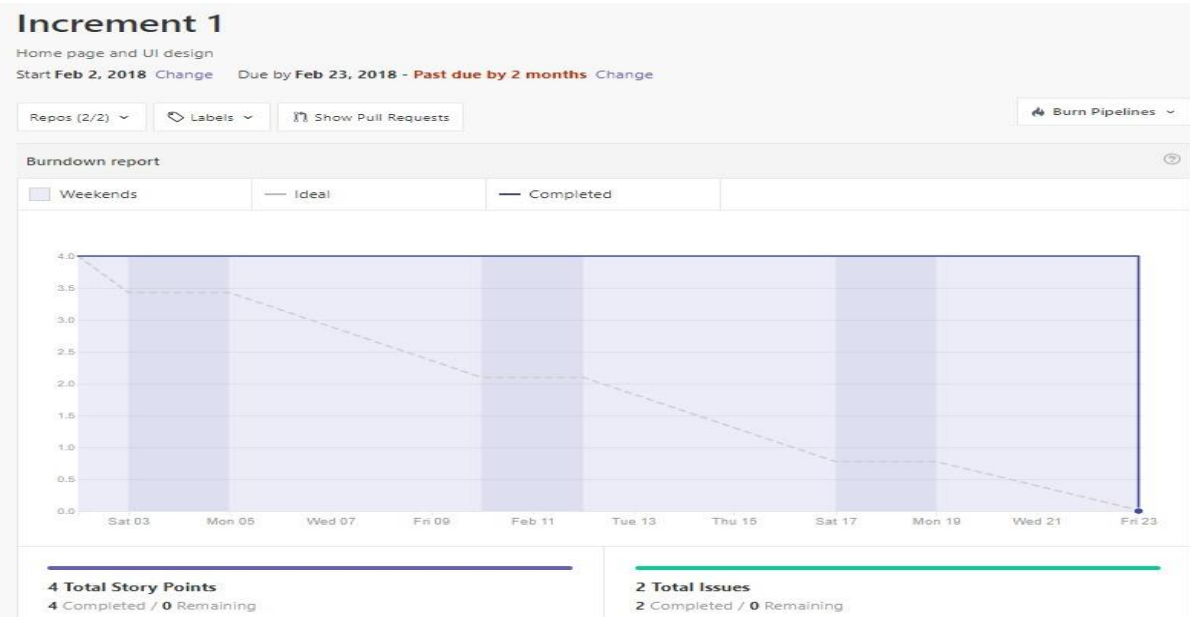 Increment 1
Home page and UI design
Start Feb 2, 2018 Change Due by Feb 23, 2018 - Past due by 2 months Change
Repos (2/2) Labels Show Pull Requests Burn Pipelines
Burndown report
Weekends Ideal Completed
4.0
3.5
3.0
2.5
2.0
1.5
1.0
0.5
0.0
Sat 03 Mon 05 Wed 07 Fri 09 Feb 11 Tue 13 Thu 15 Sat 17 Mon 19 Wed 21 Fri 23
4 Total Story Points 2 Total Issues
4 Completed / 0 Remaining 2 Completed / 0 Remaining